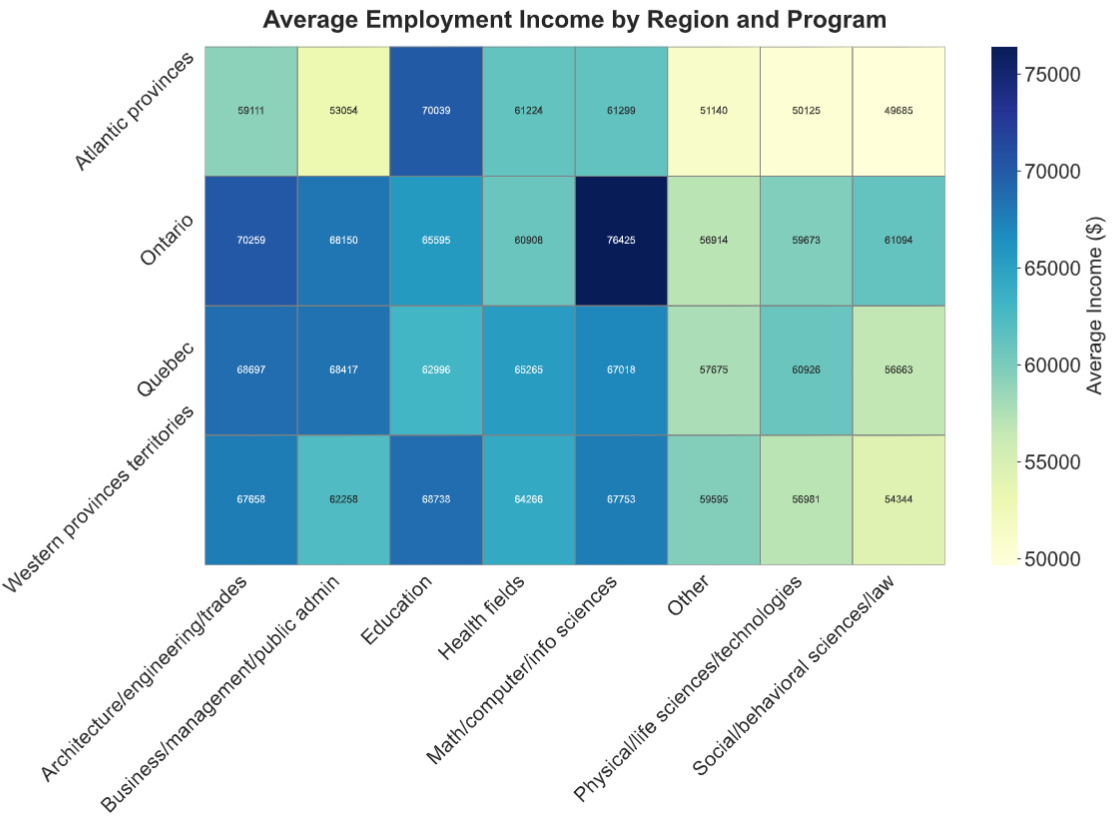 Average Employment Income by Region and Program
Atlantic provinces
59111 53054 70039 61224 61299 51140 50125 49685
Ontario
70259 68150 65595 60908 76425 56914 59673 61094
Quebec
68697 68417 62996 65265 67018 57675 60926 56663
Western provinces territories
67658 62258 68738 64266 67753 59595 56981 54344
Architecture/engineering/trades
Business/management/public admin
Education
Health fields
Math/computer/info sciences
Other
Physical/life sciences/technologies
Social/behavioral sciences/law
75000
70000
65000
60000
55000
50000
Average Income ($)